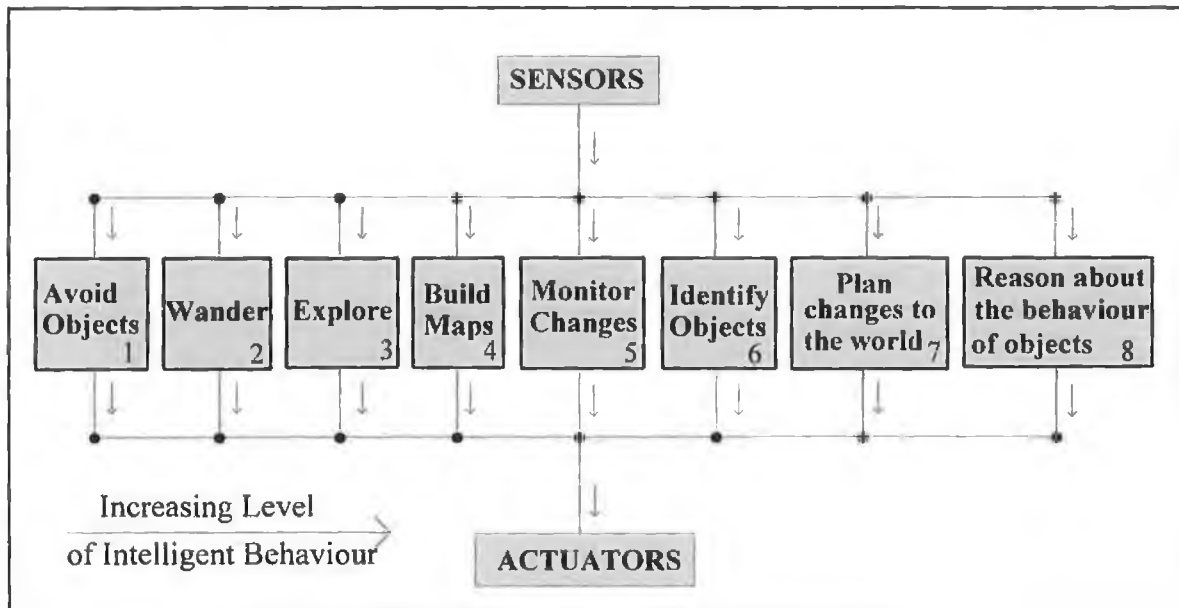 SENSORS
Avoid
Objects
1
Wander
2
Explore
3
Build
Maps
4
Monitor
Changes
5
Identify
Objects
6
Plan
changes to
the world 7
Reason about
the behaviour
of objects 8
Increasing Level
of Intelligent Behaviour
ACTUATORS